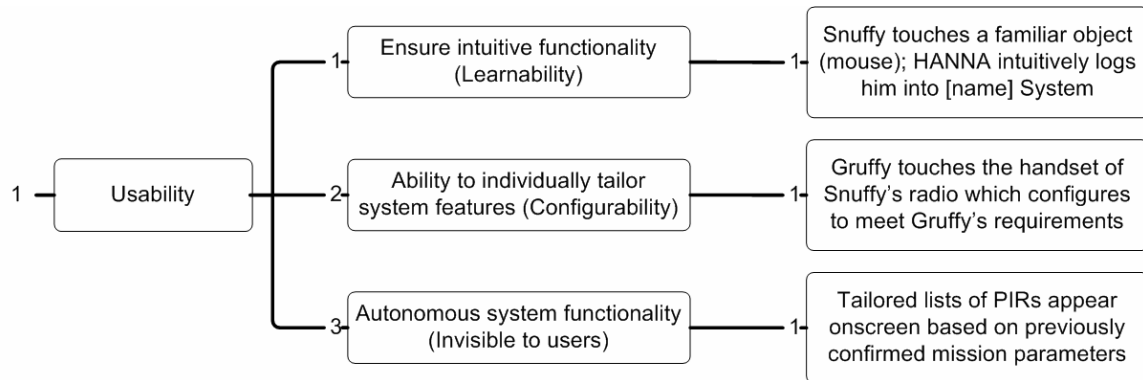 1
Usability
1
Ensure intuitive functionality
(Learnability)
1
Snuffy touches a familiar object
(mouse); HANNA intuitively logs
him into [name] System
2
Ability to individually tailor
system features (Configurability)
1
Gruffy touches the handset of
Snuffy's radio which configures
to meet Gruffy's requirements
3
Autonomous system functionality
(Invisible to users)
1
Tailored lists of PIRs appear
onscreen based on previously
confirmed mission parameters